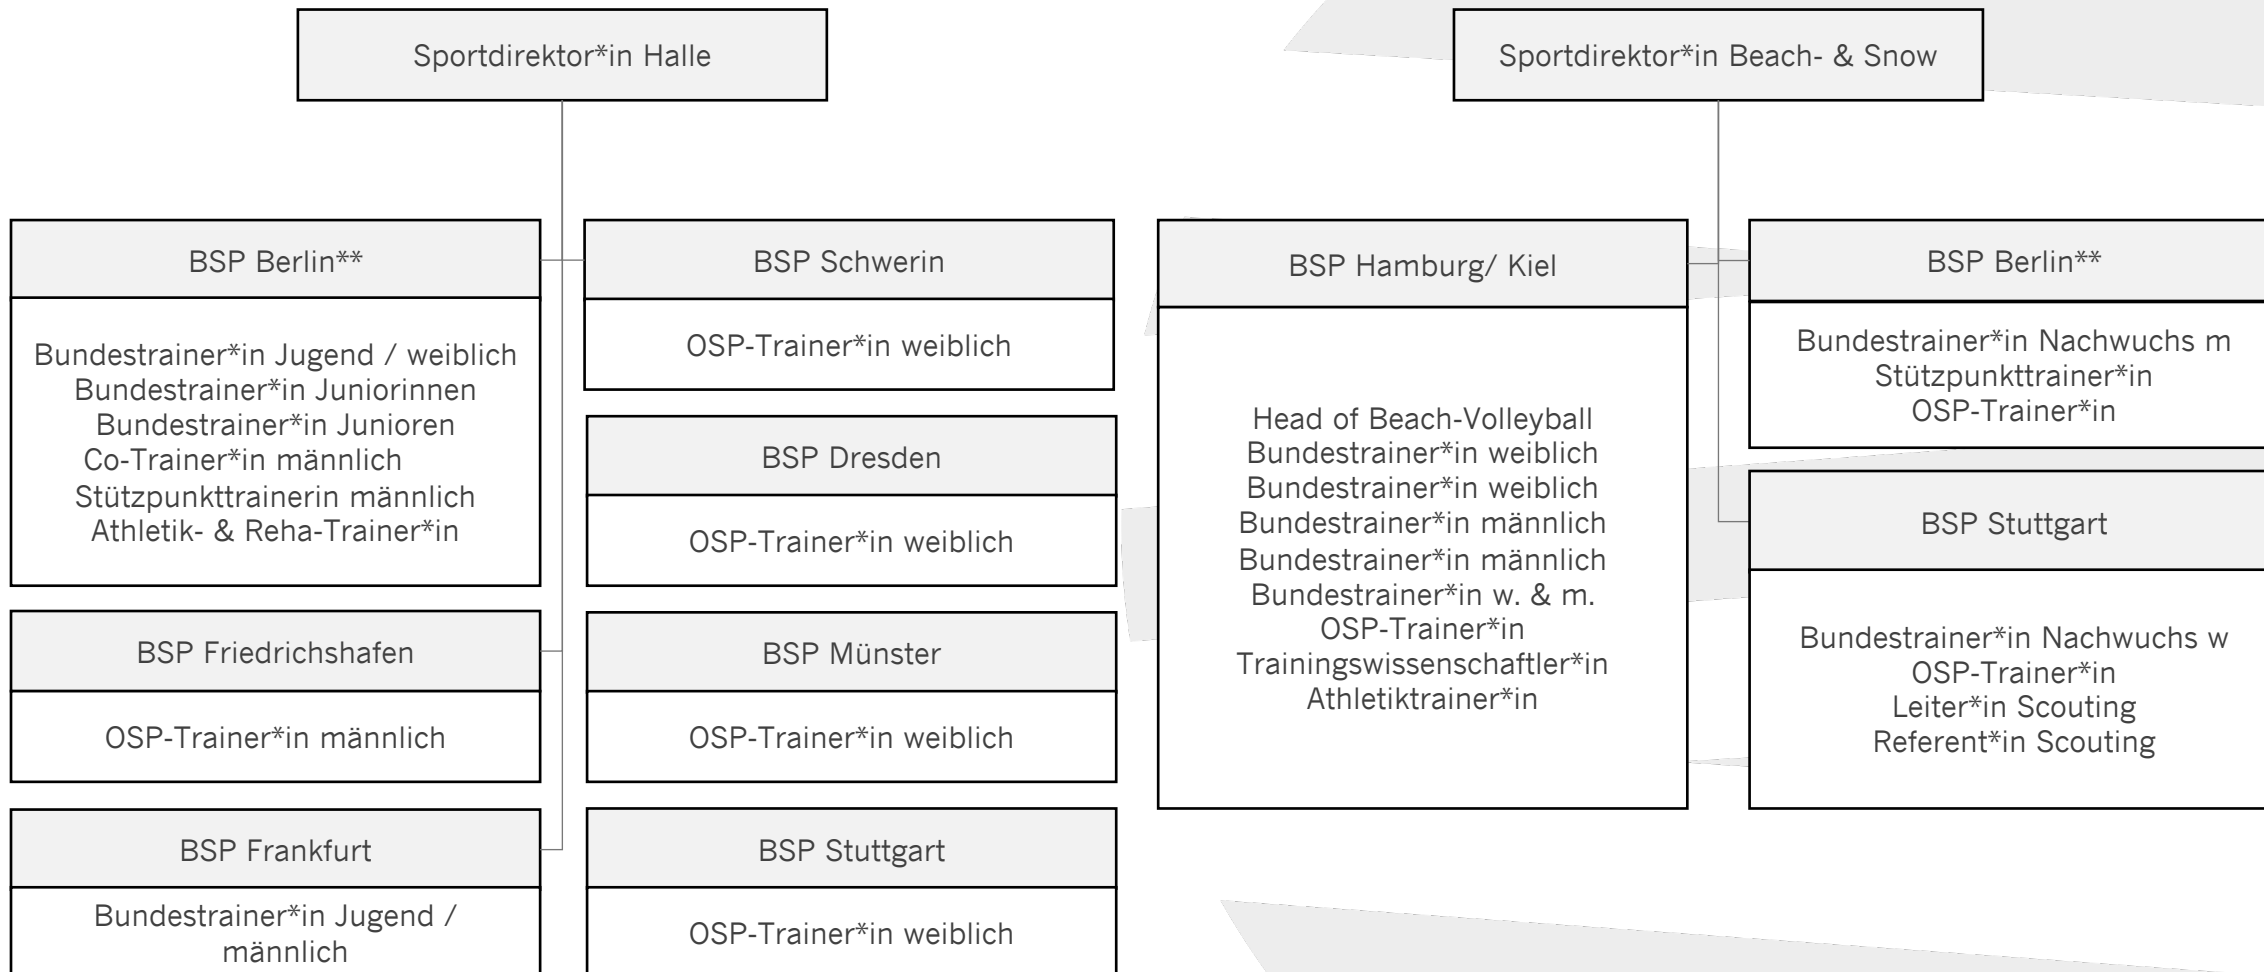 Sportdirektor*in Halle
Sportdirektor*in Beach- & Snow
BSP Berlin**
Bundestrainer*in Jugend / weiblich
Bundestrainer*in Juniorinnen
Bundestrainer*in Junioren
Co-Trainer*in männlich
Stützpunkttrainerin männlich
Athletik- & Reha-Trainer*in
BSP Friedrichshafen
OSP-Trainer*in männlich
BSP Frankfurt
Bundestrainer*in Jugend /
männlich
BSP Schwerin
OSP-Trainer*in weiblich
BSP Dresden
OSP-Trainer*in weiblich
BSP Münster
OSP-Trainer*in weiblich
BSP Stuttgart
OSP-Trainer*in weiblich
BSP Hamburg/ Kiel
Head of Beach-Volleyball
Bundestrainer*in weiblich
Bundestrainer*in weiblich
Bundestrainer*in männlich
Bundestrainer*in männlich
Bundestrainer*in w. & m.
OSP-Trainer*in
Trainingswissenschaftler*in
Athletiktrainer*in
BSP Berlin**
Bundestrainer*in Nachwuchs m
Stützpunkttrainer*in
OSP-Trainer*in
BSP Stuttgart
Bundestrainer*in Nachwuchs w
OSP-Trainer*in
Leiter*in Scouting
Referent*in Scouting